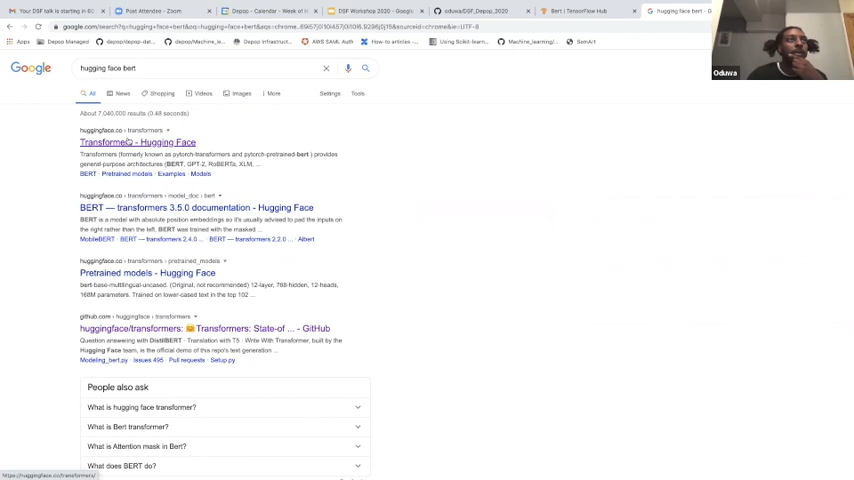 Your DSF talk is starting in 60
Post Attendee - Zoom
Depop - Calendar - Week of
DSF Workshop 2020 - Google
oduwa/DSF_Depop_2020
Bert | TensorFlow Hub
hugging face bert - G
google.com/search?q=hugging+face+bert&oq=hugging+face+bert&aqs=chrome
Apps
Depop Managed
depop/depop-det...
depop/Machine_le...
Depop Infrastruct...
AWS SAML Auth
How-to articles -...
Using Scikit-learn...
Machine_learning/...
SemArt
Oduwa
Google
hugging face bert
All
News
Shopping
Videos
Images
More
Settings
Tools
About 7,040,000 results (0.48 seconds)
huggingface.co › transformers
Transformers - Hugging Face
Transformers (formerly known as pytorch-transformers and pytorch-pretrained bert ) provides
general-purpose architectures (BERT, GPT-2, RoBERTa, XLM, ...
BERT · Pretrained models · Examples · Models
huggingface.co › transformers › model_doc › bert
BERT — transformers 3.5.0 documentation - Hugging Face
BERT is a model with absolute position embeddings so it's usually advised to pad the inputs on
the right rather than the left. BERT was trained with the masked ...
MobileBERT · BERT — transformers 2.4.0 ... · BERT — transformers 2.2.0 ... · Albert
huggingface.co › transformers › pretrained_models
Pretrained models - Hugging Face
bert-base-multilingual-uncased. (Original, not recommended) 12-layer, 768-hidden, 12-heads,
168M parameters. Trained on lower-cased text in the top 102 ...
github.com › huggingface › transformers
huggingface/transformers: 🤗Transformers: State-of ... - GitHub
Question answering with DistilBERT · Translation with T5 · Write With Transformer, built by the
Hugging Face team, is the official demo of this repo's text generation ...
Modeling_bert.py · Issues 495 · Pull requests · Setup.py
People also ask
What is hugging face transformer?
What is Bert transformer?
What is Attention mask in Bert?
What does BERT do?
https://huggingface.co/transformers/